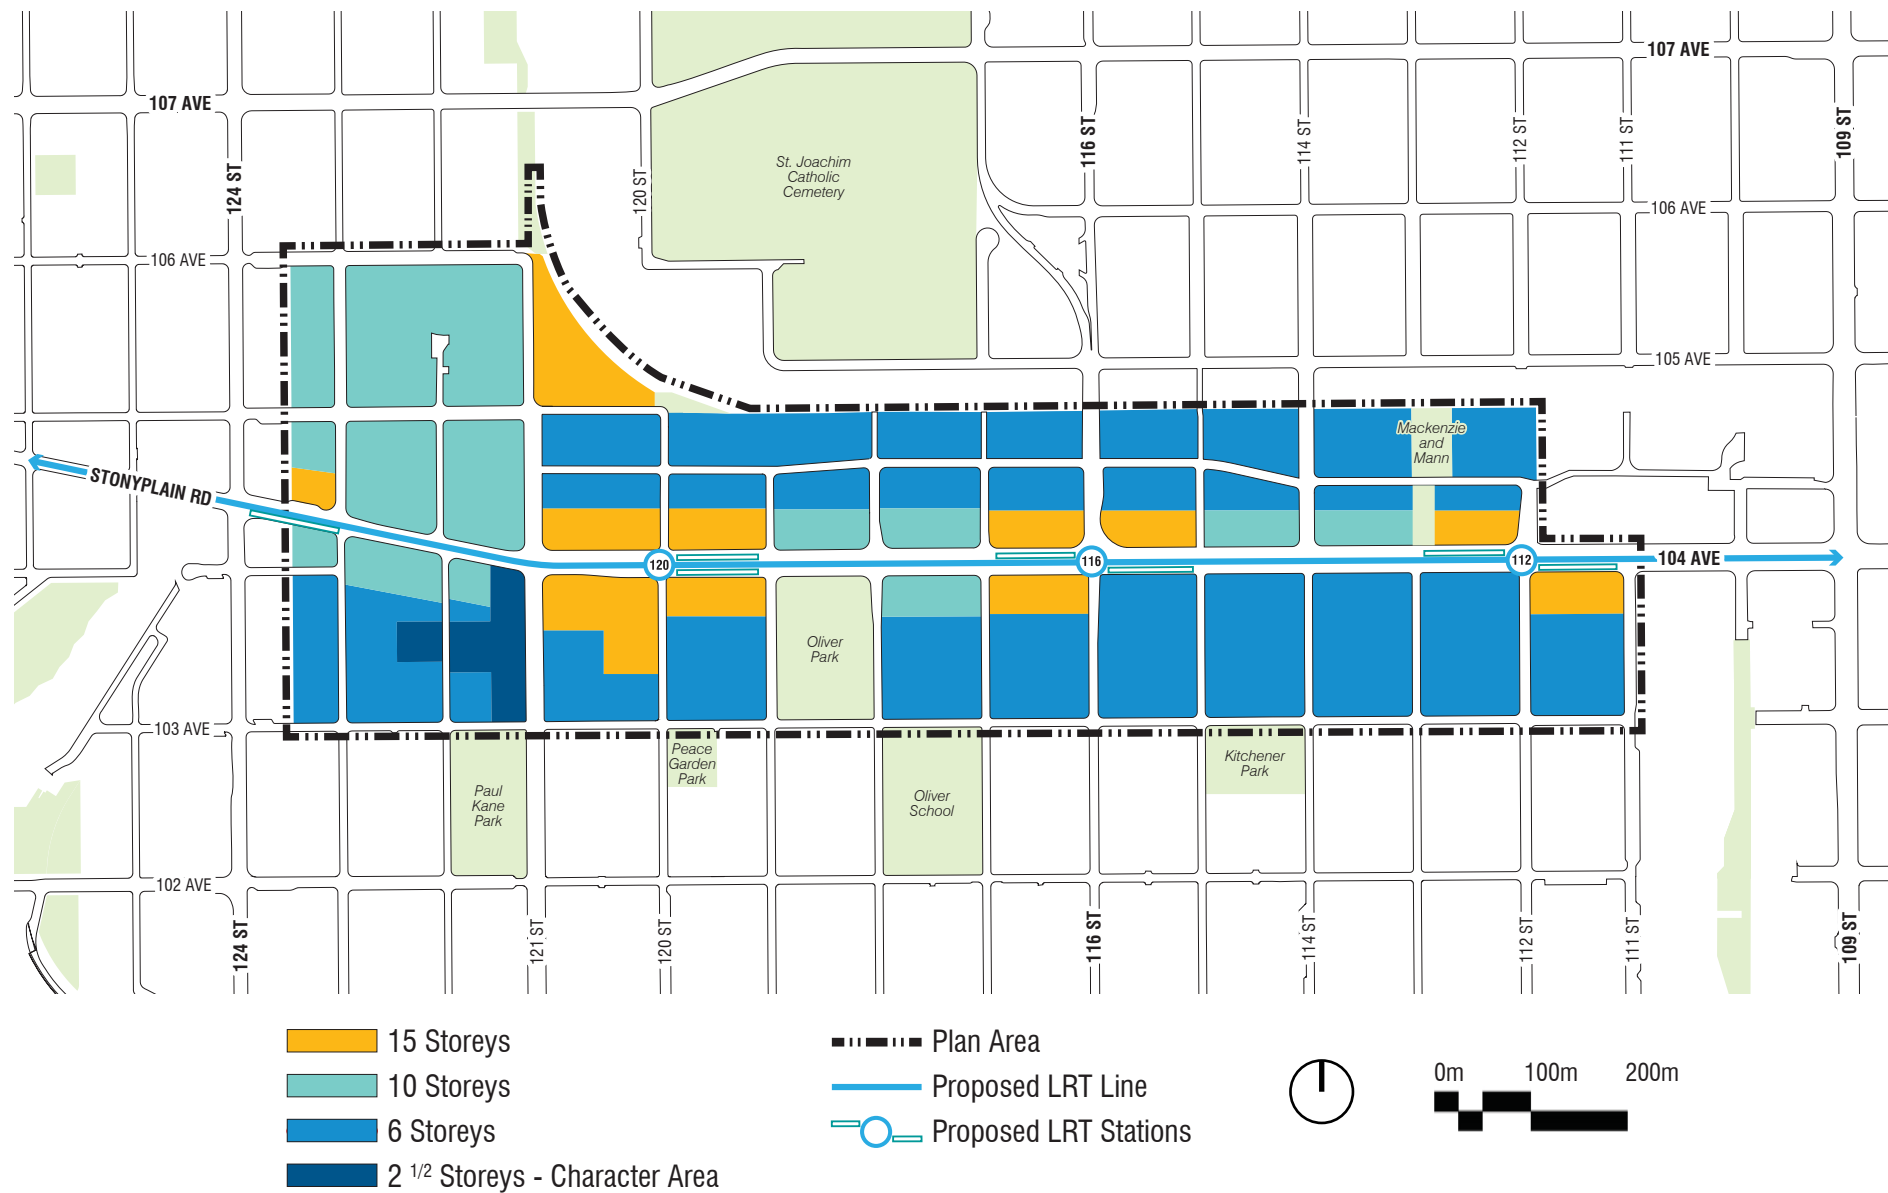 107 AVE
107 AVE
124 ST
120 ST
116 ST
114 ST
112 ST
111 ST
109 ST
St. Joachim
Catholic
Cemetery
106 AVE
106 AVE
105 AVE
Mackenzie
and
Mann
STONYPLAIN RD
120
116
112
104 AVE
Oliver
Park
103 AVE
Peace
Garden
Park
Kitchener
Park
Paul
Kane
Park
Oliver
School
102 AVE
124 ST
121 ST
120 ST
116 ST
114 ST
112 ST
111 ST
109 ST
15 Storeys
10 Storeys
6 Storeys
2 1/2 Storeys - Character Area
Plan Area
Proposed LRT Line
Proposed LRT Stations
0m 100m 200m